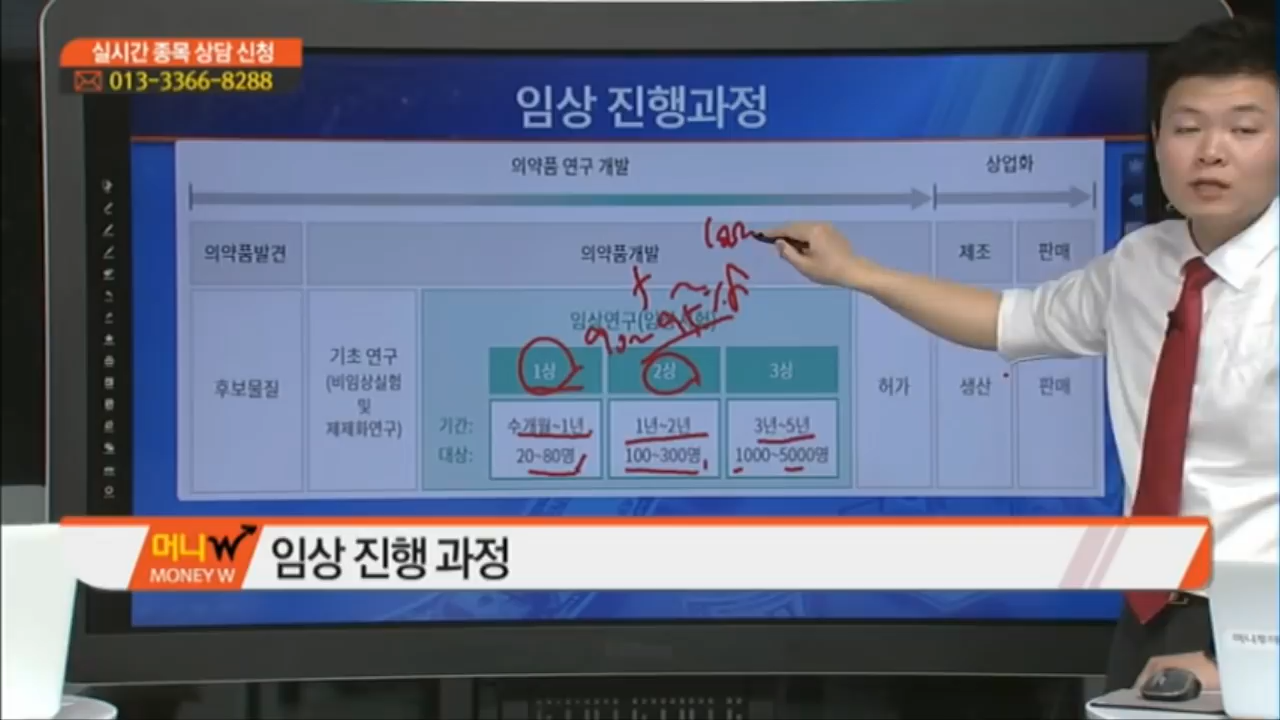 실시간 종목 상담 신청
013-3366-8288
임상 진행과정
의약품 연구 개발
상업화
의약품발견
의약품개발
제조
판매
후보물질
기초 연구
(비임상실험
및
제제화연구)
1상
2상
3상
기간:
수개월~1년
1년~2년
3년~5년
대상:
20~80명
100~300명
1000~5000명
허가
생산
판매
머니W
MONEY W
임상 진행 과정